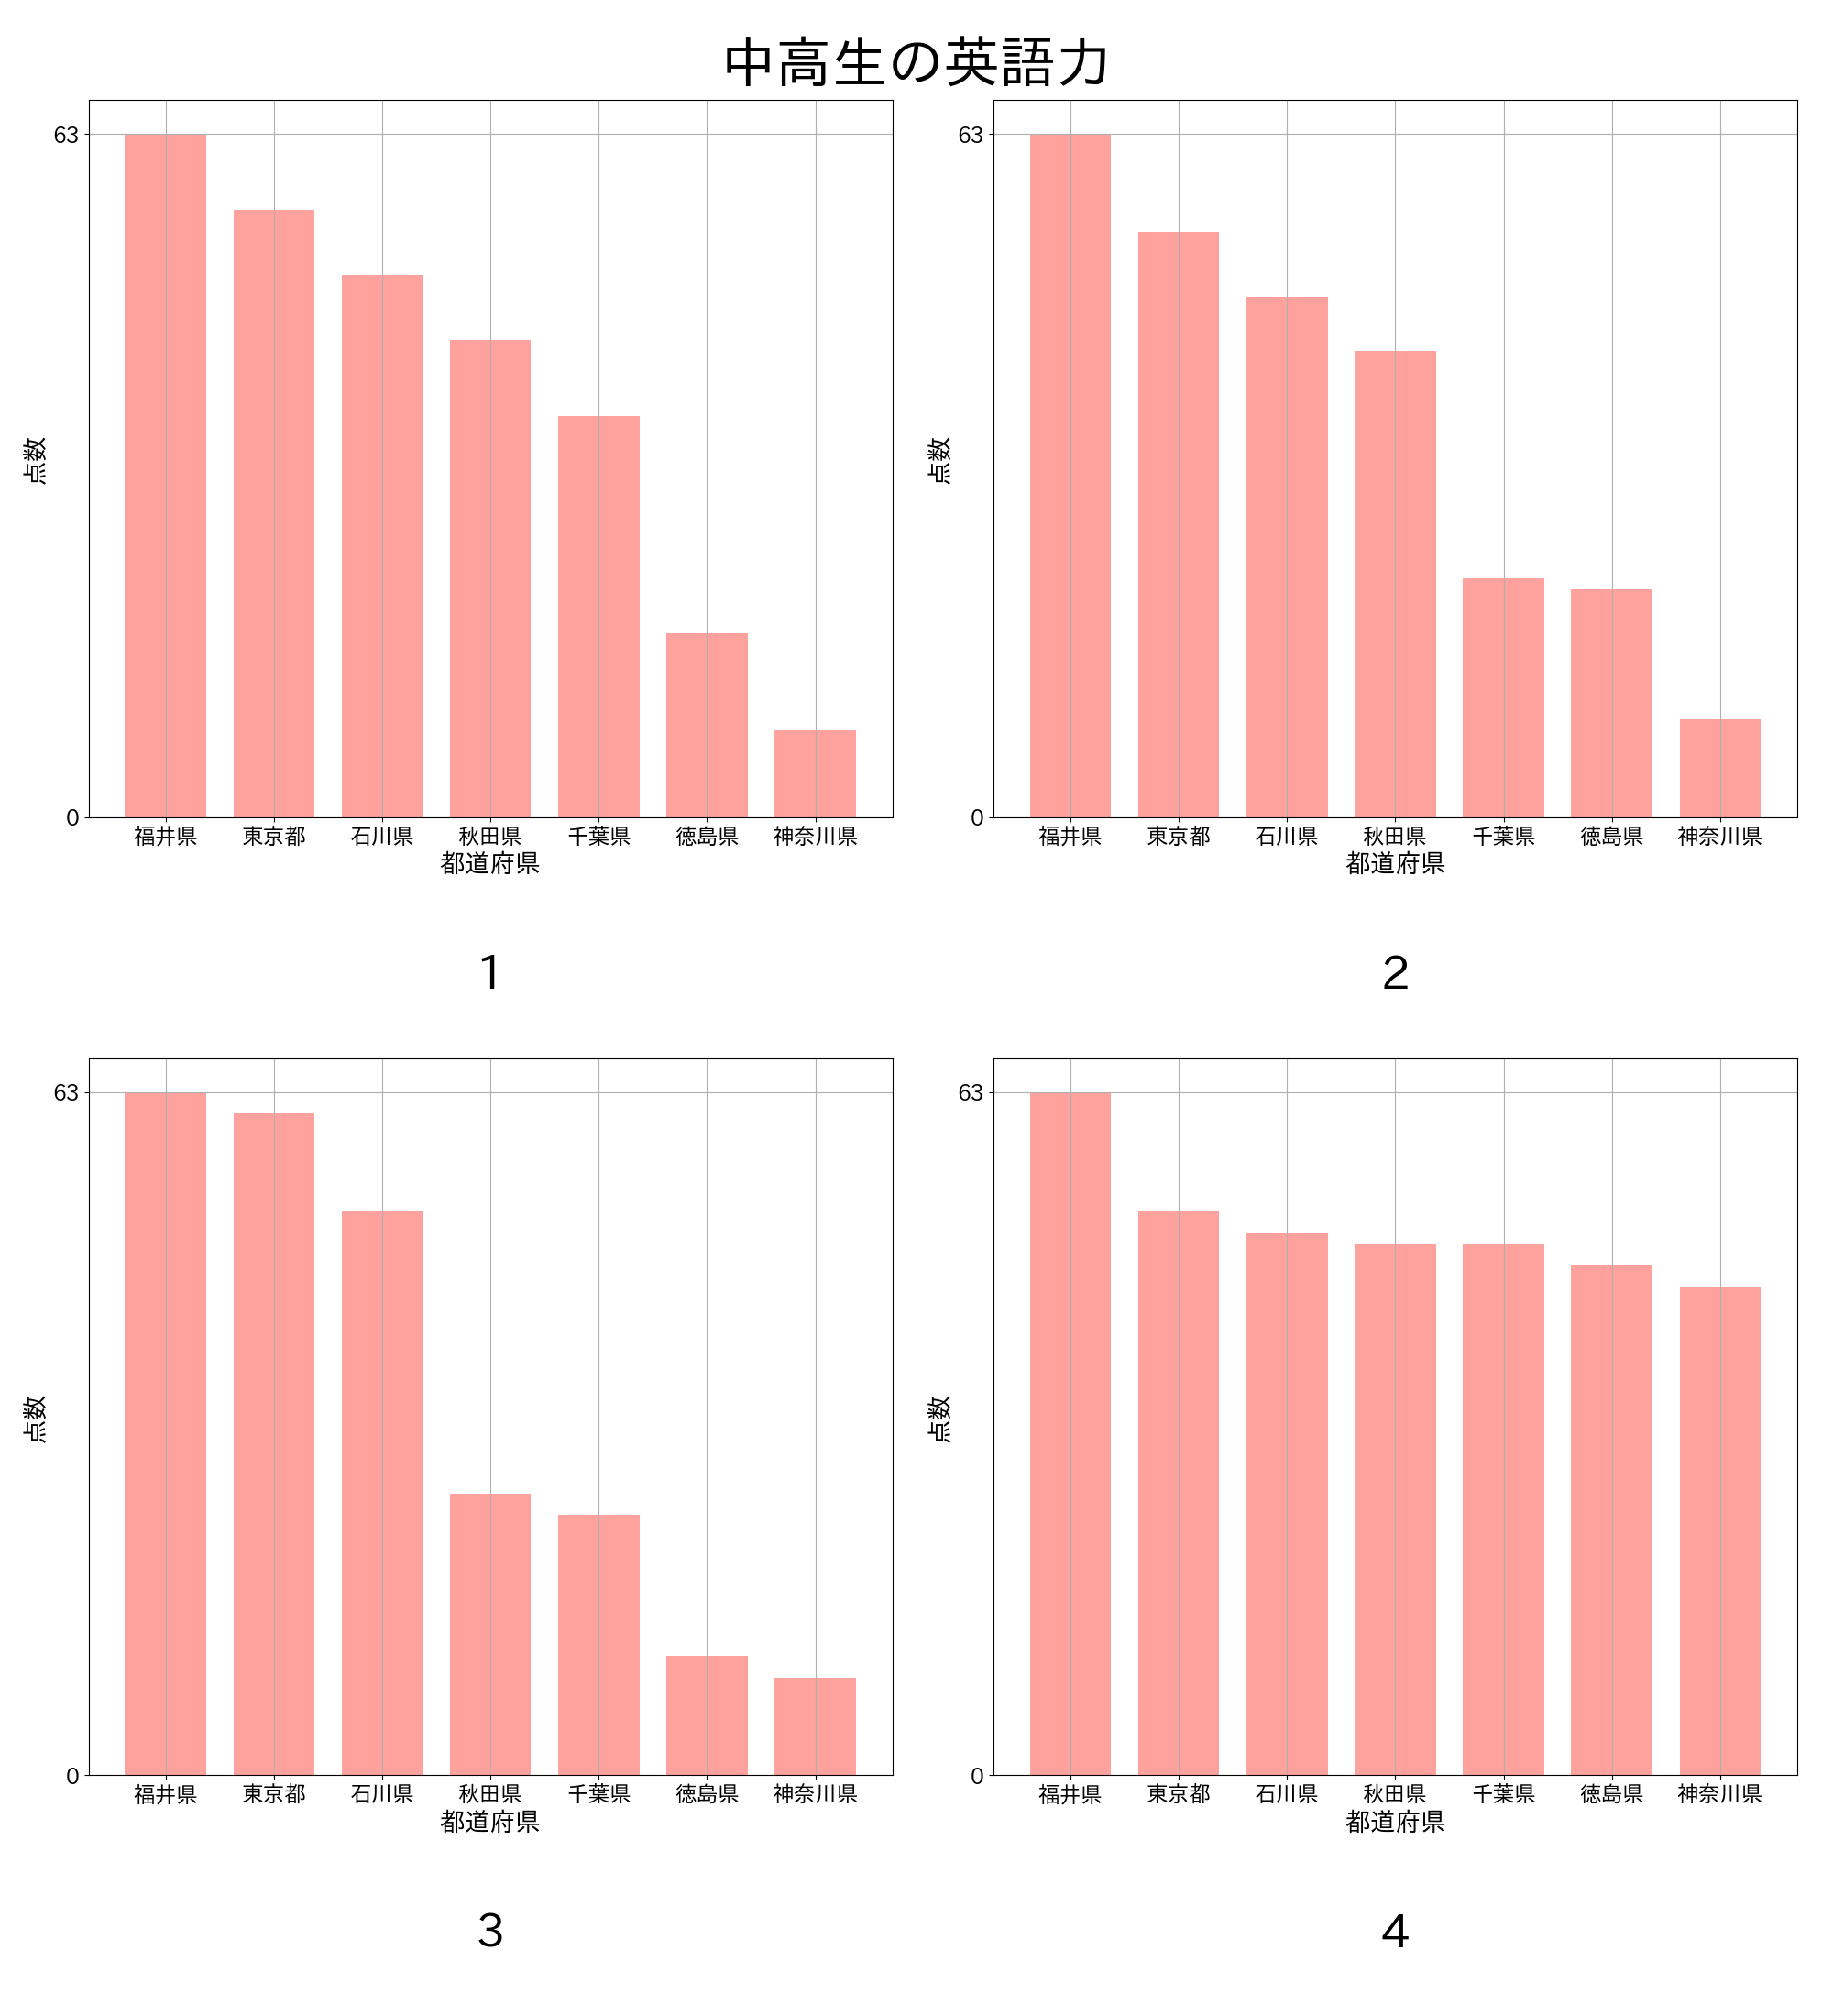 中高生の英語力
63
0
点数
福井県 東京都 石川県 秋田県 千葉県 徳島県 神奈川県
都道府県
1
63
0
点数
福井県 東京都 石川県 秋田県 千葉県 徳島県 神奈川県
都道府県
2
63
0
点数
福井県 東京都 石川県 秋田県 千葉県 徳島県 神奈川県
都道府県
3
63
0
点数
福井県 東京都 石川県 秋田県 千葉県 徳島県 神奈川県
都道府県
4